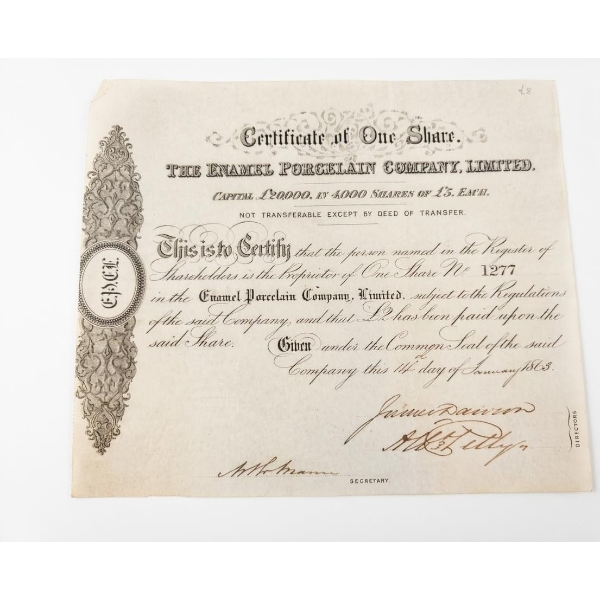 £8
Certificate of One Share.
THE ENAMEL PORCELAIN COMPANY, LIMITED.
CAPITAL £20,000, IN 4000 SHARES OF £5, EACH.
NOT TRANSFERABLE EXCEPT BY DEED OF TRANSFER.
This is to Certify that the person named in the Register of
Shareholders is the Proprietor of One Share No 1277
in the Enamel Porcelain Company, Limited. subject to the Regulations
of the said Company, and that £2 has been paid upon the
said Share. Given under the Common Seal of the said
Company this 14th day of January 1863.
E.P.C.L.
DIRECTORS
SECRETARY